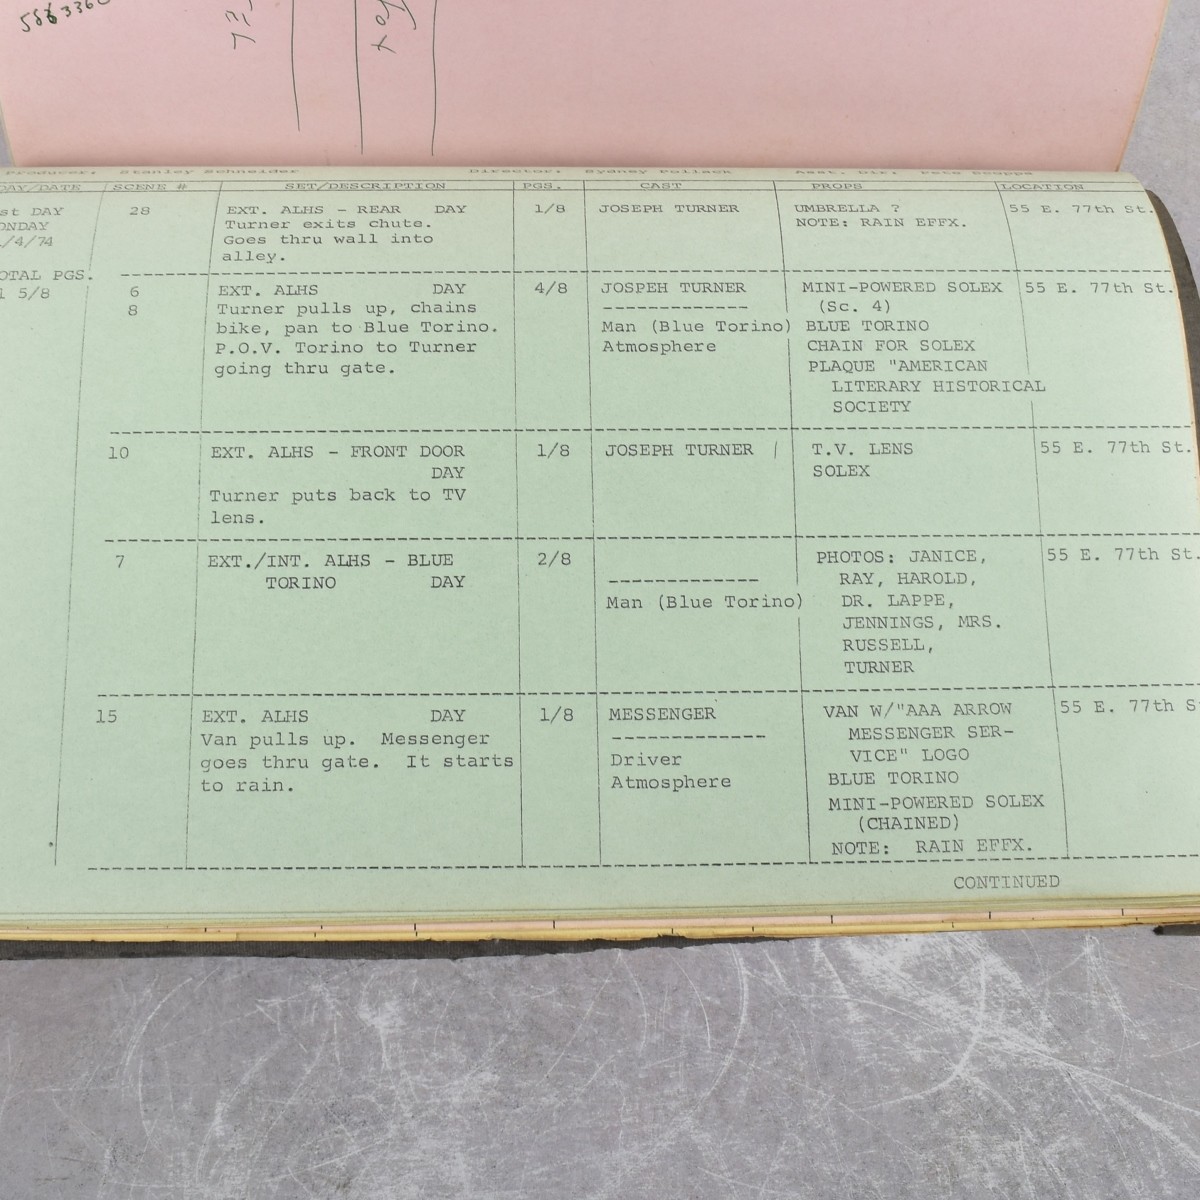 5863360
Producer: Stanley Schneider Director: Sydney Pollack Asst. Dir: Pete Scoppa
DAY/DATE SCENE # SET/DESCRIPTION PGS. CAST PROPS LOCATION
st DAY 28 EXT. ALHS - REAR DAY 1/8 JOSEPH TURNER UMBRELLA ? 55 E. 77th St.
ONDAY Turner exits chute. NOTE: RAIN EFFX.
/4/74 Goes thru wall into
alley.
OTAL PGS.
1 5/8 6 EXT. ALHS DAY 4/8 JOSPEH TURNER MINI-POWERED SOLEX 55 E. 77th St.
8 Turner pulls up, chains ------------- (Sc. 4)
bike, pan to Blue Torino. Man (Blue Torino) BLUE TORINO
P.O.V. Torino to Turner Atmosphere CHAIN FOR SOLEX
going thru gate. PLAQUE "AMERICAN
LITERARY HISTORICAL
SOCIETY
10 EXT. ALHS - FRONT DOOR 1/8 JOSEPH TURNER T.V. LENS 55 E. 77th St.
DAY SOLEX
Turner puts back to TV
lens.
7 EXT./INT. ALHS - BLUE 2/8 PHOTOS: JANICE, 55 E. 77th St.
TORINO DAY ------------- RAY, HAROLD,
Man (Blue Torino) DR. LAPPE,
JENNINGS, MRS.
RUSSELL,
TURNER
15 EXT. ALHS DAY 1/8 MESSENGER VAN W/"AAA ARROW 55 E. 77th S
Van pulls up. Messenger ------------- MESSENGER SER-
goes thru gate. It starts Driver VICE" LOGO
to rain. Atmosphere BLUE TORINO
MINI-POWERED SOLEX
(CHAINED)
NOTE: RAIN EFFX.
CONTINUED